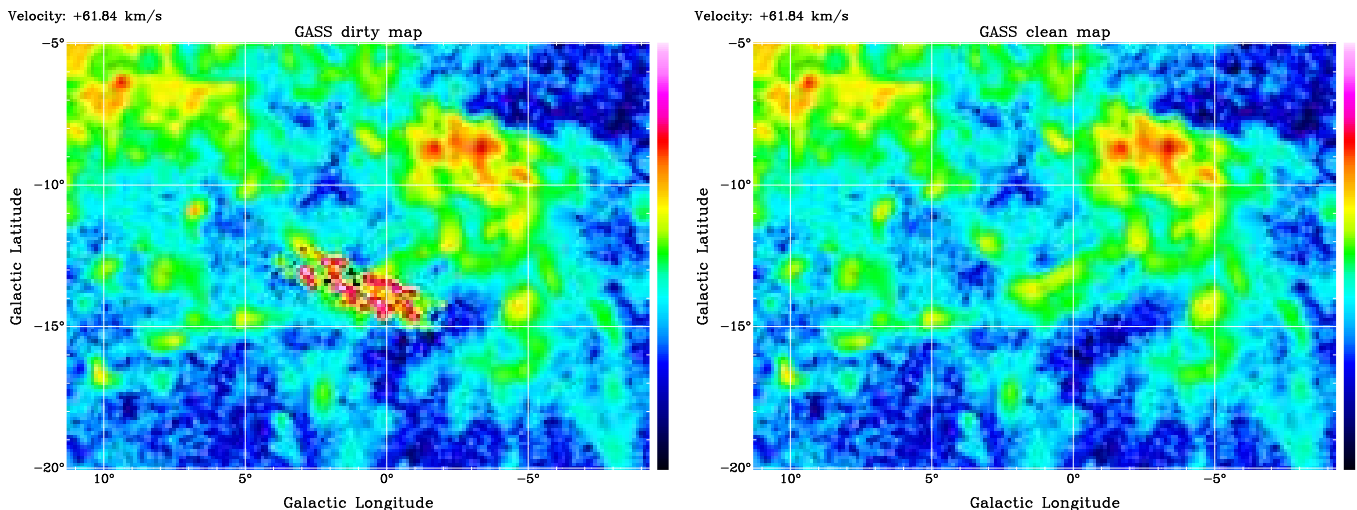 Velocity: +61.84 km/s
GASS dirty map
−5°
−10°
−15°
−20°
Galactic Latitude
10°
5°
0°
−5°
Galactic Longitude
Velocity: +61.84 km/s
GASS clean map
−5°
−10°
−15°
−20°
Galactic Latitude
10°
5°
0°
−5°
Galactic Longitude